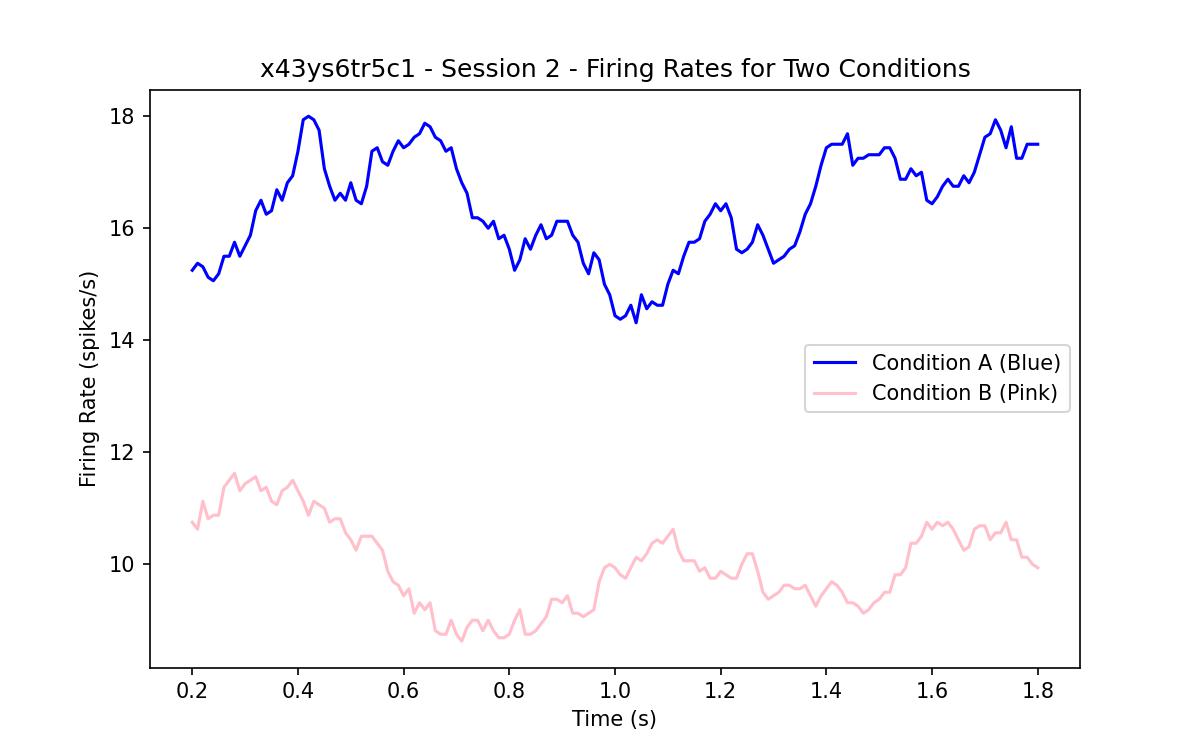 x43ys6tr5c1 - Session 2 - Firing Rates for Two Conditions
Firing Rate (spikes/s)
18
16
14
12
10
Condition A (Blue)
Condition B (Pink)
0.2 0.4 0.6 0.8 1.0 1.2 1.4 1.6 1.8
Time (s)